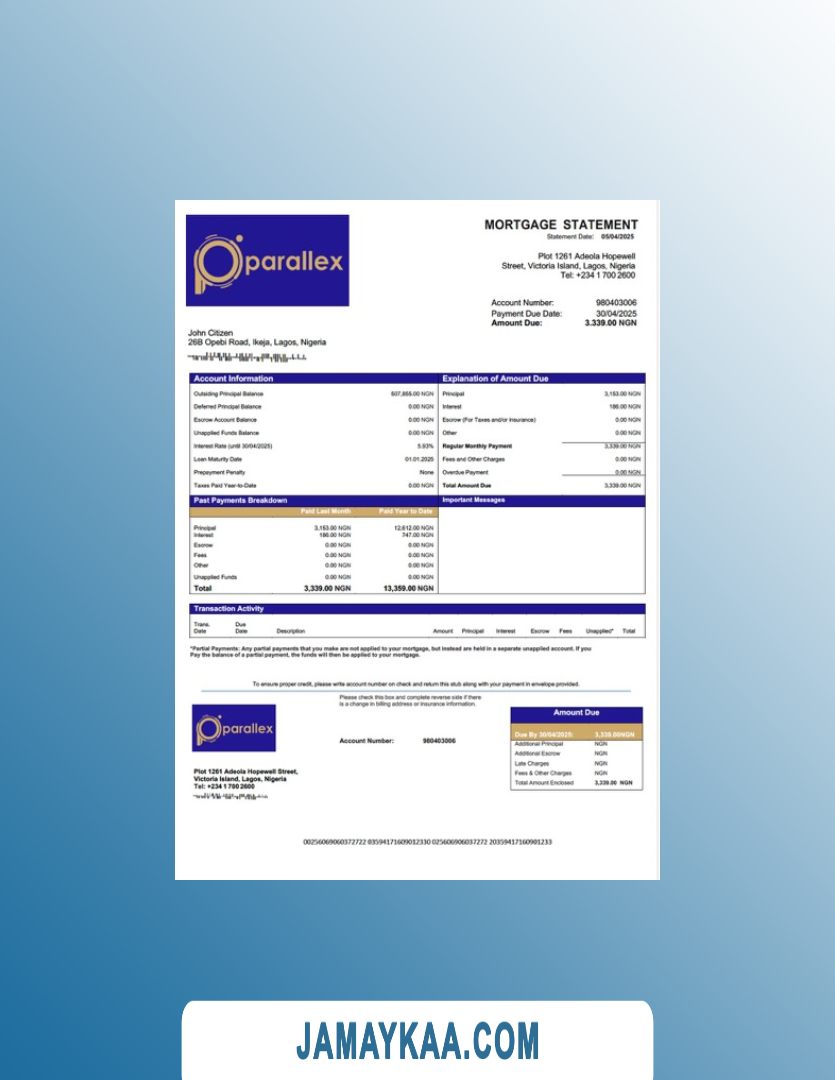 parallex
MORTGAGE STATEMENT
Statement Date: 05/04/2025
Plot 1261 Adeola Hopewell
Street, Victoria Island, Lagos, Nigeria
Tel: +234 1 700 2600
Account Number: 980403006
Payment Due Date: 30/04/2025
Amount Due: 3.339.00 NGN
John Citizen
26B Opebi Road, Ikeja, Lagos, Nigeria
Account Information
Outsiding Principal Balance 507,855.00 NGN
Deferred Principal Balance 0.00 NGN
Escrow Account Balance 0.00 NGN
Unapplied Funds Balance 0.00 NGN
Interest Rate (until 30/04/2025) 5.93%
Loan Maturity Date 01.01.2025
Prepayment Penalty None
Taxes Paid Year-to-Date 0.00 NGN
Explanation of Amount Due
Principal 3,153.00 NGN
Interest 186.00 NGN
Escrow (For Taxes and/or Insurance) 0.00 NGN
Other 0.00 NGN
Regular Monthly Payment 3,339.00 NGN
Fees and Other Charges 0.00 NGN
Overdue Payment 0.00 NGN
Total Amount Due 3,339.00 NGN
Past Payments Breakdown
Paid Last Month Paid Year to Date
Principal 3,153.00 NGN 12,612.00 NGN
Interest 186.00 NGN 747.00 NGN
Escrow 0.00 NGN 0.00 NGN
Fees 0.00 NGN 0.00 NGN
Other 0.00 NGN 0.00 NGN
Unapplied Funds 0.00 NGN 0.00 NGN
Total 3,339.00 NGN 13,359.00 NGN
Important Messages
Transaction Activity
Trans. Date Due Date Description Amount Principal Interest Escrow Fees Unapplied* Total
*Partial Payments: Any partial payments that you make are not applied to your mortgage, but instead are held in a separate unapplied account. If you
Pay the balance of a partial payment, the funds will then be applied to your mortgage.
To ensure proper credit, please write account number on check and return this stub along with your payment in envelope provided.
parallex
Please check this box and complete reverse side if there
is a change in billing address or insurance information.
Account Number: 980403006
Plot 1261 Adeola Hopewell Street,
Victoria Island, Lagos, Nigeria
Tel: +234 1 700 2600
Amount Due
Due By 30/04/2025: 3,339.00NGN
Additional Principal NGN
Additional Escrow NGN
Late Charges NGN
Fees & Other Charges NGN
Total Amount Enclosed 3,339.00 NGN
00256069060372722 03594171609012330 025606906037272 20359417160901233
JAMAYKAA.COM